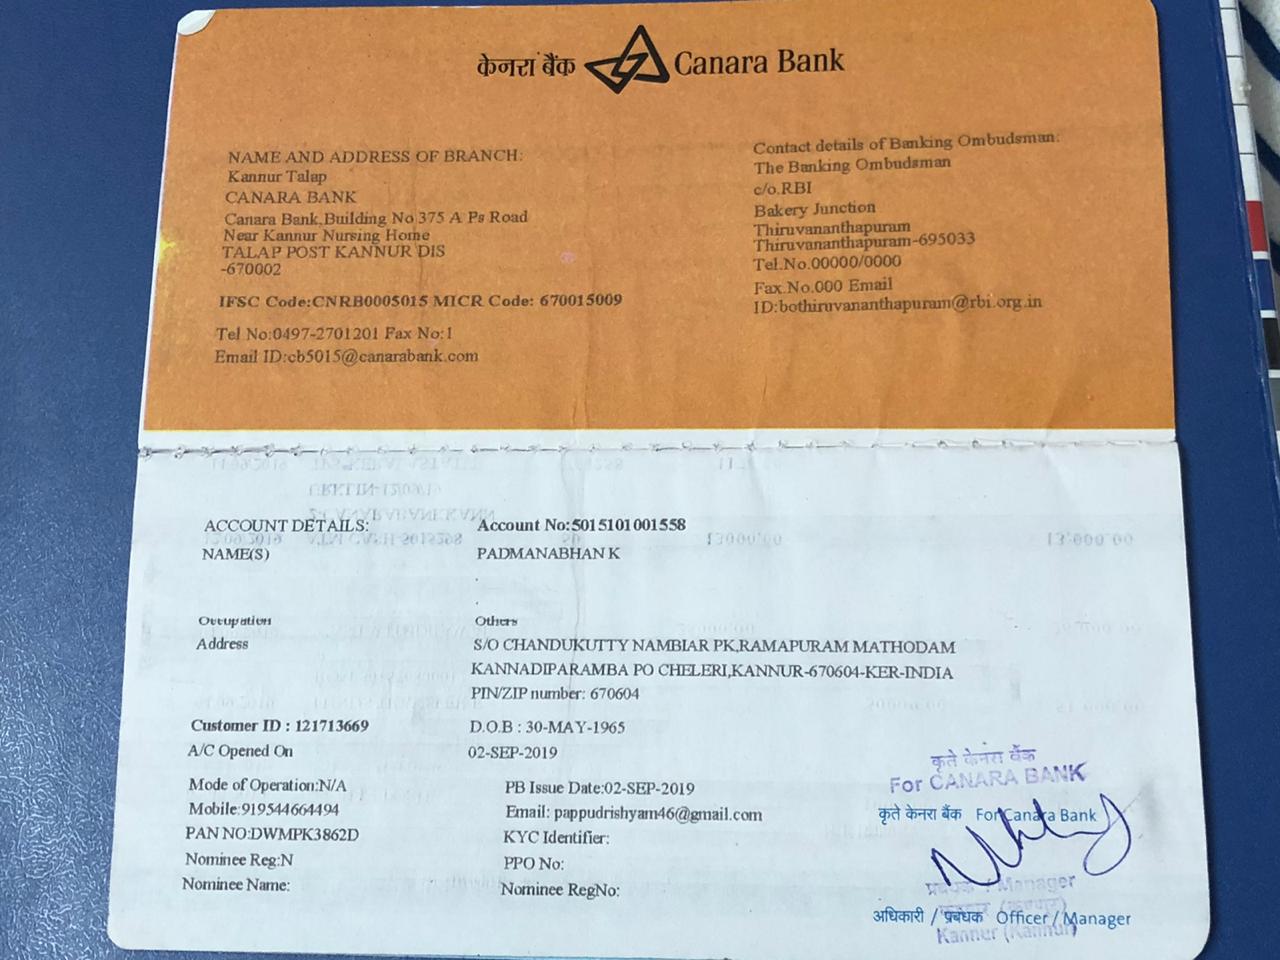 केनरा बैंक Canara Bank
NAME AND ADDRESS OF BRANCH:
Kannur Talap
CANARA BANK
Canara Bank,Building No 375 A Ps Road
Near Kannur Nursing Home
TALAP POST KANNUR DIS
-670002
IFSC Code:CNRB0005015 MICR Code: 670015009
Tel No:0497-2701201 Fax No:1
Email ID:cb5015@canarabank.com
Contact details of Banking Ombudsman:
The Banking Ombudsman
c/o.RBI
Bakery Junction
Thiruvananthapuram
Thiruvananthapuram-695033
Tel.No.00000/0000
Fax.No.000 Email
ID:bothiruvananthapuram@rbi.org.in
ACCOUNT DETAILS: Account No:5015101001558
NAME(S) PADMANABHAN K
Occupation Others
Address S/O CHANDUKUTTY NAMBIAR PK,RAMAPURAM MATHODAM
KANNADIPARAMBA PO CHELERI,KANNUR-670604-KER-INDIA
PIN/ZIP number: 670604
Customer ID : 121713669 D.O.B : 30-MAY-1965
A/C Opened On 02-SEP-2019
Mode of Operation:N/A PB Issue Date:02-SEP-2019
Mobile:919544664494 Email: pappudrishyam46@gmail.com
PAN NO:DWMPK3862D KYC Identifier:
Nominee Reg:N PPO No:
Nominee Name: Nominee RegNo:
कृते केनरा बैंक
For CANARA BANK
कृते केनरा बैंक For Canara Bank
प्रबंधक / Manager
अधिकारी / प्रबंधक Officer / Manager
Kannur (Kannur)